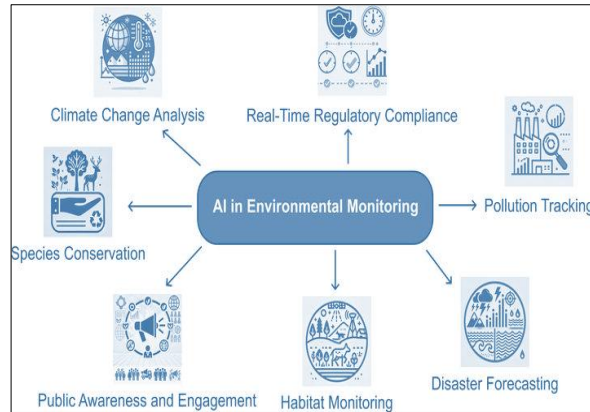 Climate Change Analysis
Real-Time Regulatory Compliance
AI in Environmental Monitoring
Pollution Tracking
Species Conservation
Disaster Forecasting
Public Awareness and Engagement
Habitat Monitoring